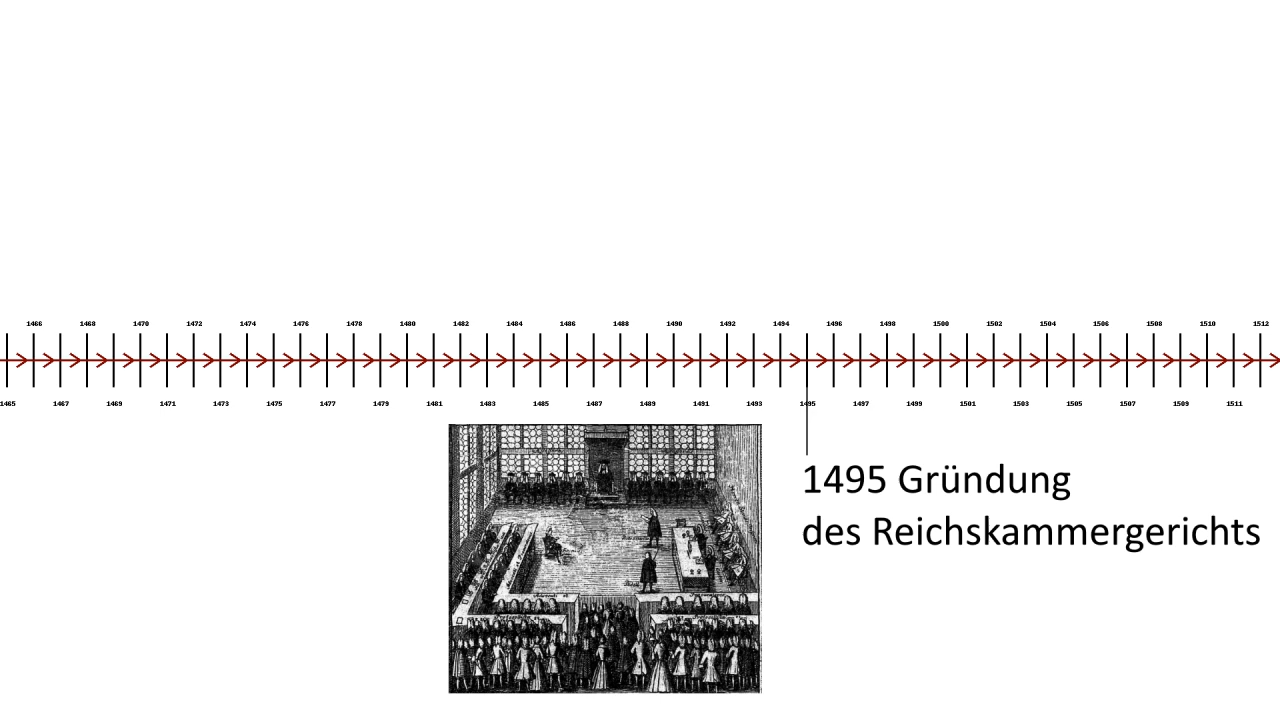 1466 1468 1470 1472 1474 1476 1478 1480 1482 1484 1486 1488 1490 1492 1494 1496 1498 1500 1502 1504 1506 1508 1510 1512
1465 1467 1469 1471 1473 1475 1477 1479 1481 1483 1485 1487 1489 1491 1493 1495 1497 1499 1501 1503 1505 1507 1509 1511
1495 Gründung
des Reichskammergerichts